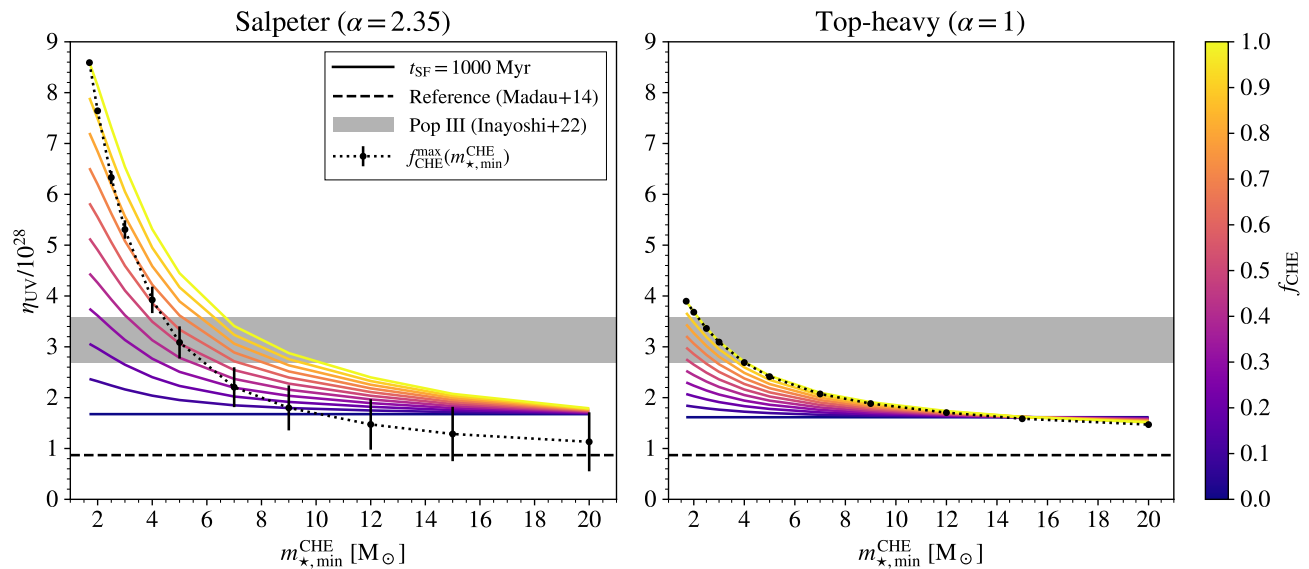 Salpeter (α = 2.35)
Top-heavy (α = 1)
t_SF = 1000 Myr
Reference (Madau+14)
Pop III (Inayoshi+22)
f_CHE^max(m_⋆,min^CHE)
η_UV/10^28
9
8
7
6
5
4
3
2
1
0
2 4 6 8 10 12 14 16 18 20
m_⋆,min^CHE [M_⊙]
9
8
7
6
5
4
3
2
1
0
2 4 6 8 10 12 14 16 18 20
m_⋆,min^CHE [M_⊙]
1.0
0.9
0.8
0.7
0.6
0.5
0.4
0.3
0.2
0.1
0.0
f_CHE